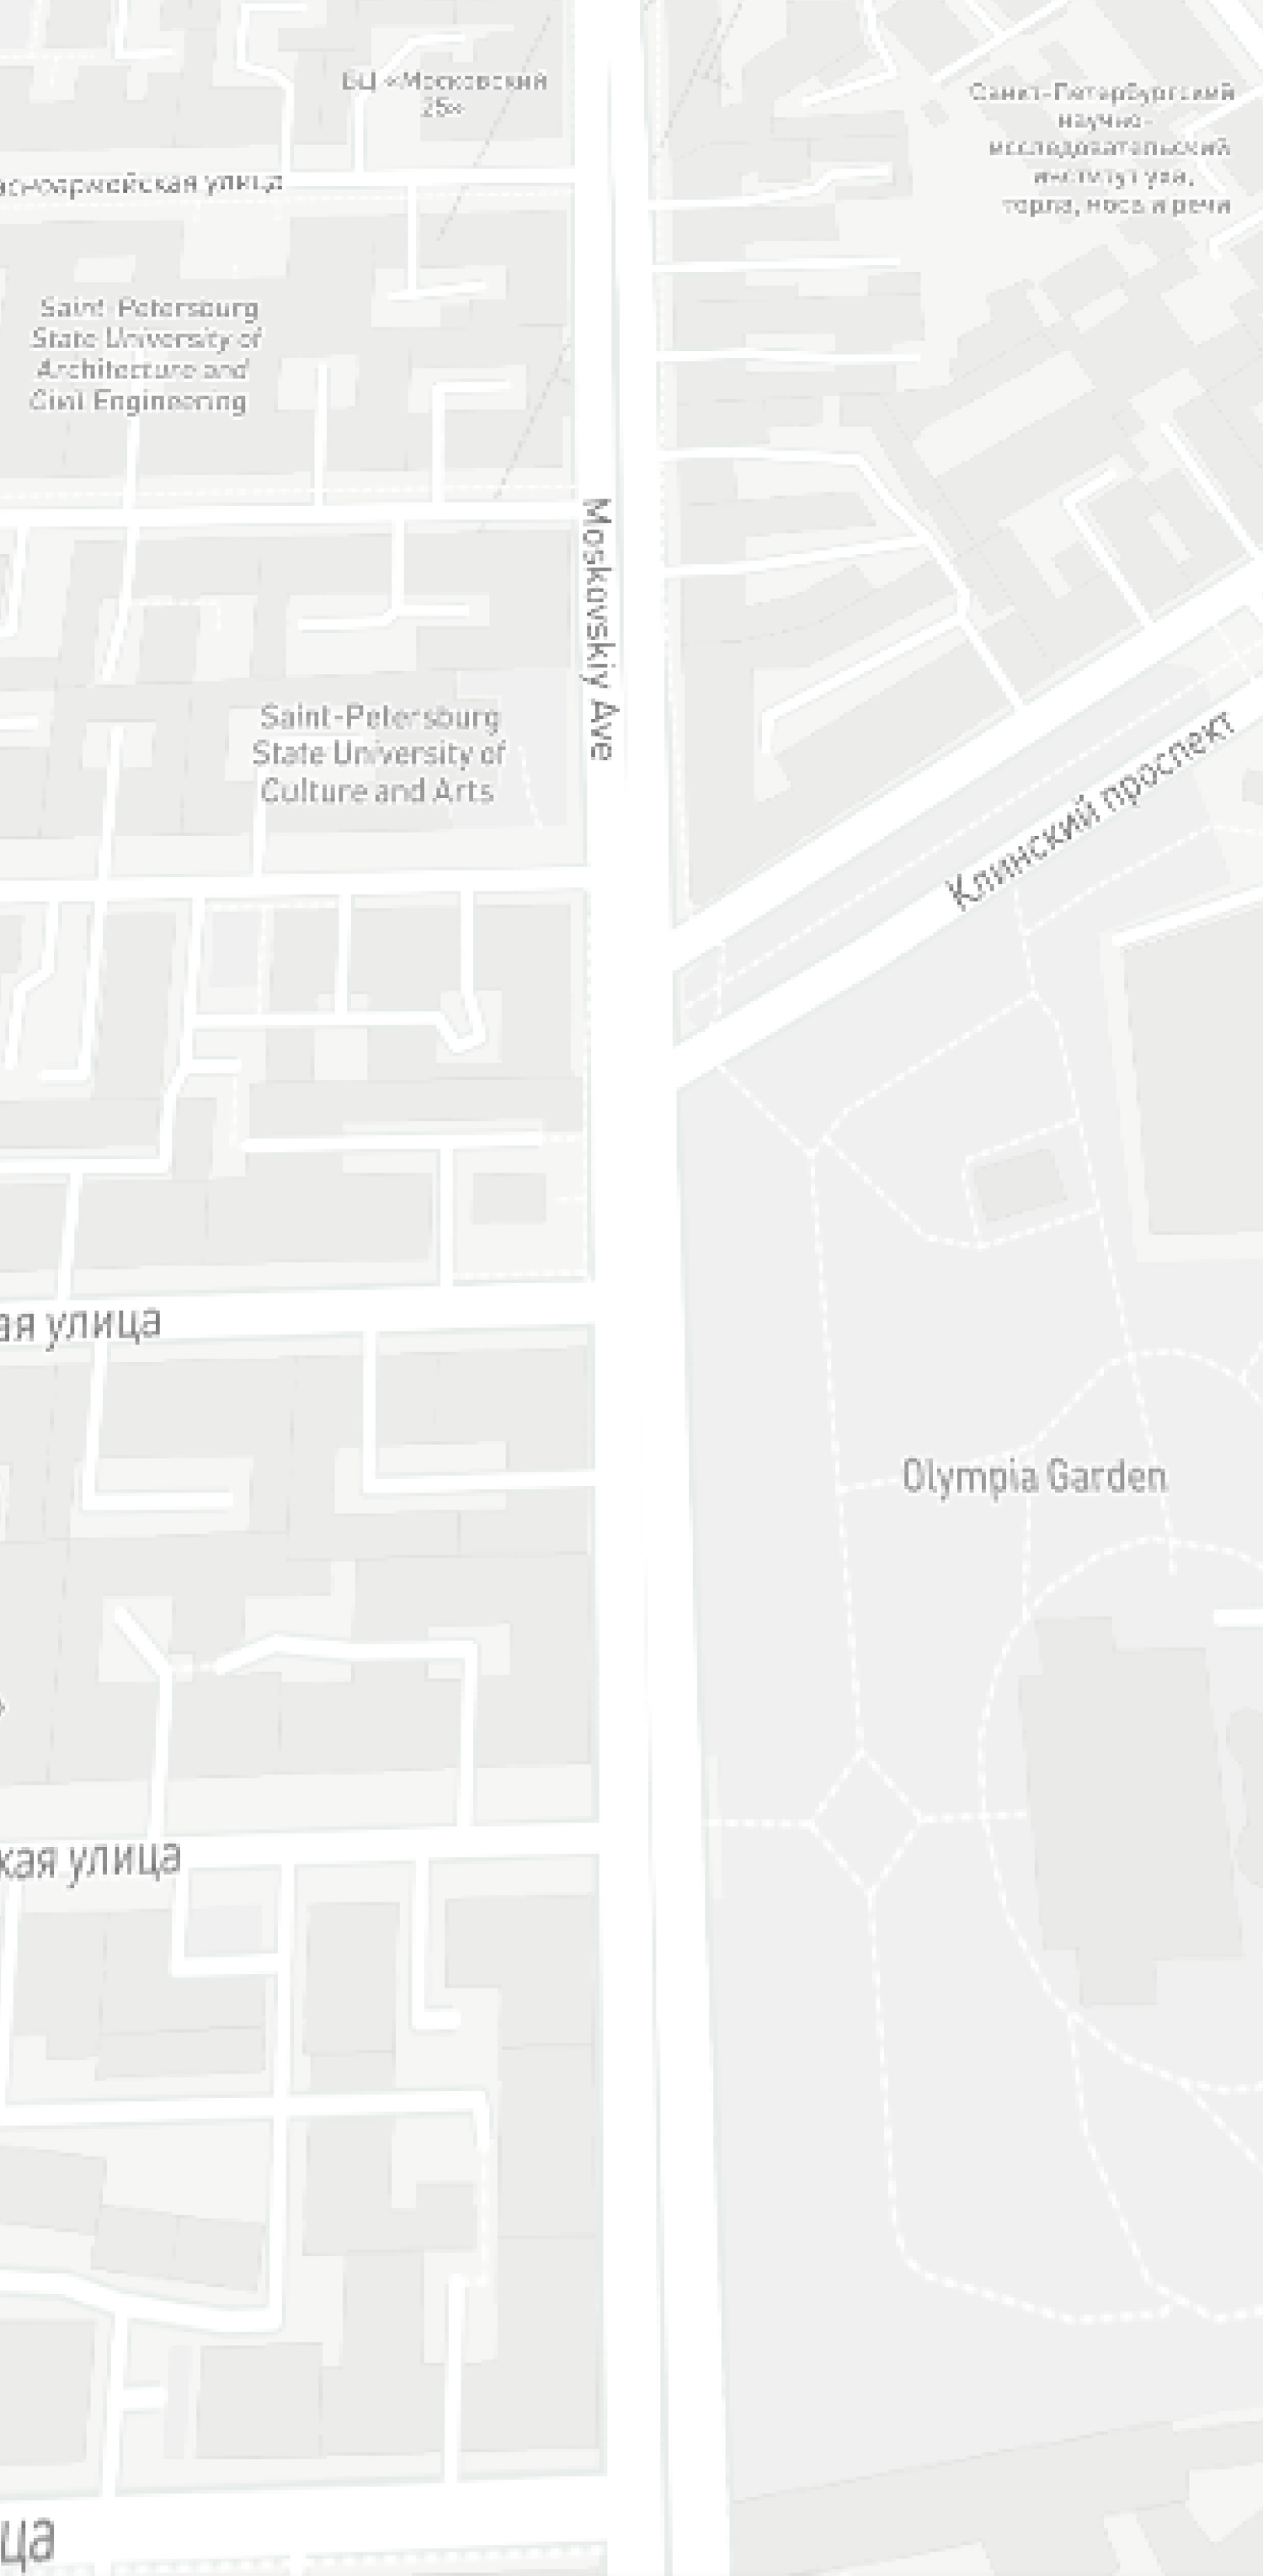 БЦ «Московский
25»
Санкт-Петербургский
научно-
исследовательский
институт уха,
горла, носа и речи
асноармейская улица
Saint-Petersburg
State University of
Architecture and
Civil Engineering
Moskovskiy Ave
Saint-Petersburg
State University of
Culture and Arts
Клинский проспект
ая улица
Olympia Garden
кая улица
ца